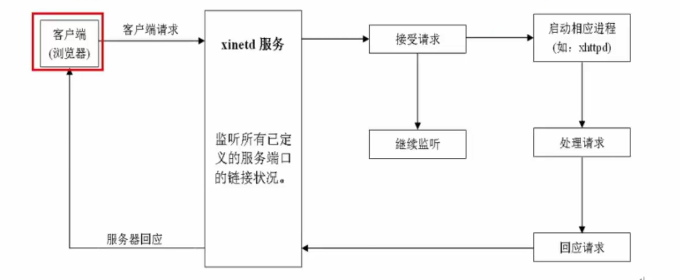 客户端
(浏览器)
客户端请求
xinetd 服务
监听所有已定
义的服务端口
的链接状况。
接受请求
继续监听
启动相应进程
(如：xhttpd)
处理请求
回应请求
服务器回应